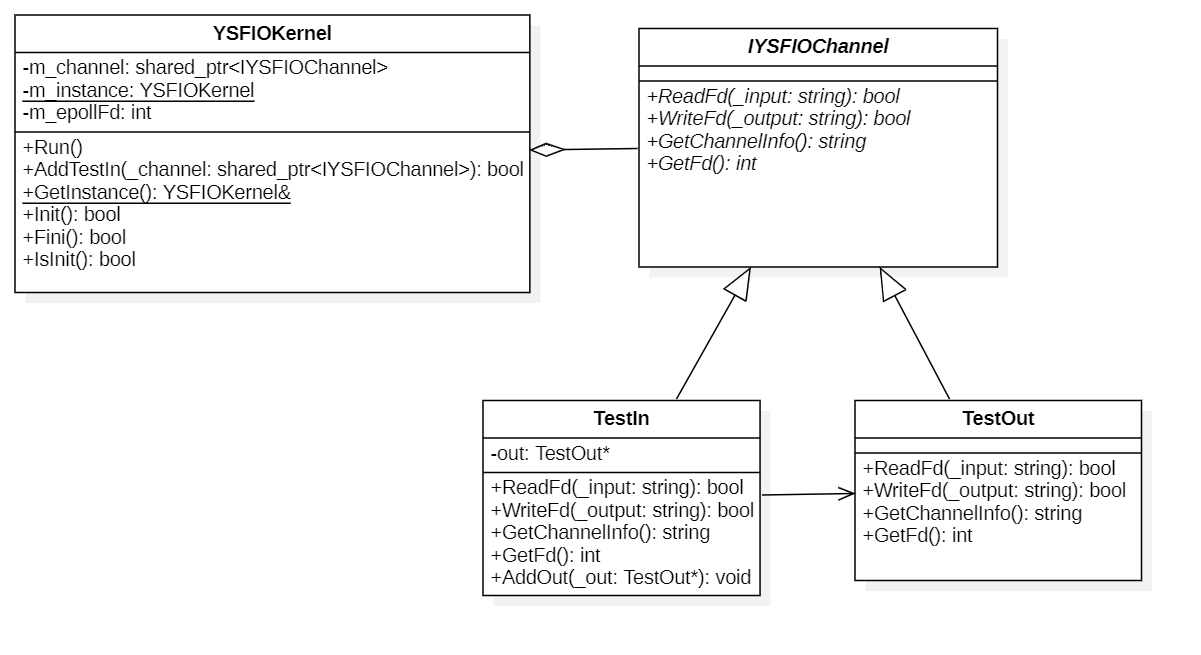 YSFIOKernel
-m_channel: shared_ptr<IYSFIOChannel>
-m_instance: YSFIOKernel
-m_epollFd: int
+Run()
+AddTestIn(_channel: shared_ptr<IYSFIOChannel>): bool
+GetInstance(): YSFIOKernel&
+Init(): bool
+Fini(): bool
+IsInit(): bool
IYSFIOChannel
+ReadFd(_input: string): bool
+WriteFd(_output: string): bool
+GetChannelInfo(): string
+GetFd(): int
TestIn
-out: TestOut*
+ReadFd(_input: string): bool
+WriteFd(_output: string): bool
+GetChannelInfo(): string
+GetFd(): int
+AddOut(_out: TestOut*): void
TestOut
+ReadFd(_input: string): bool
+WriteFd(_output: string): bool
+GetChannelInfo(): string
+GetFd(): int